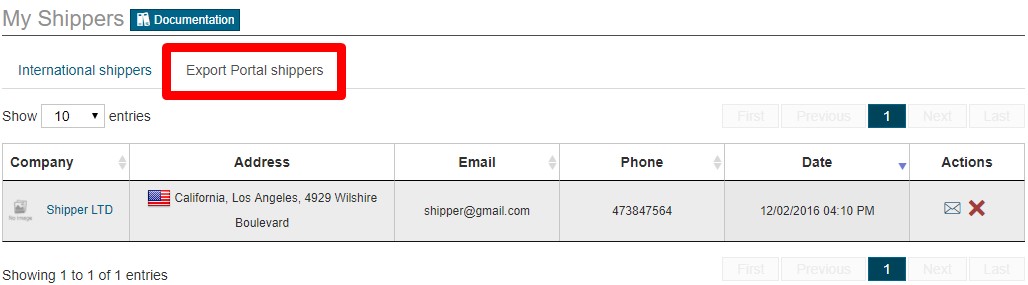 My Shippers Documentation
International shippers Export Portal shippers
Show 10 entries First Previous 1 Next Last
Company Address Email Phone Date Actions
No image Shipper LTD California, Los Angeles, 4929 Wilshire shipper@gmail.com 473847564 12/02/2016 04:10 PM
Boulevard
Showing 1 to 1 of 1 entries First Previous 1 Next Last